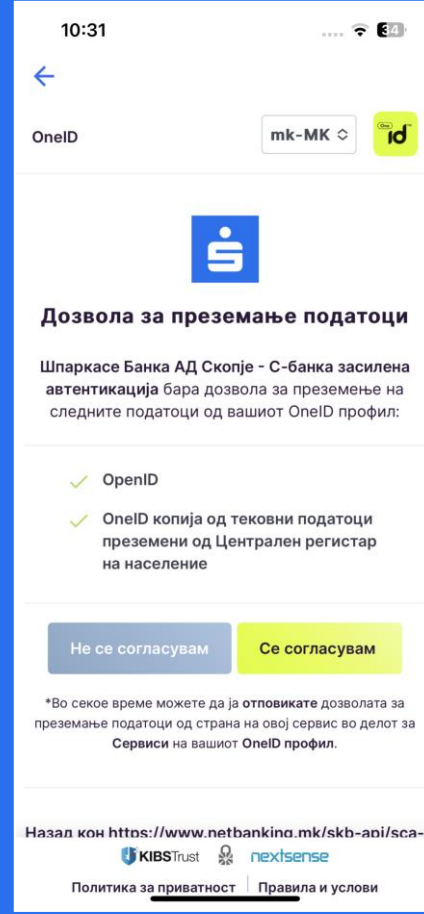 10:31
34
OneID
mk-MK
One
id
Дозвола за преземање податоци
Шпаркасе Банка АД Скопје - С-банка засилена
автентикација бара дозвола за преземење на
следните податоци од вашиот OneID профил:
OpenID
OneID копија од тековни податоци
преземени од Централен регистар
на население
Не се согласувам
Се согласувам
*Во секое време можете да ја отповикате дозволата за
преземање податоци од страна на овој сервис во делот за
Сервиси на вашиот OneID профил.
Назад кон https://www.netbanking.mk/skb-api/sca-
KIBSTrust nextsense
Политика за приватност Правила и услови